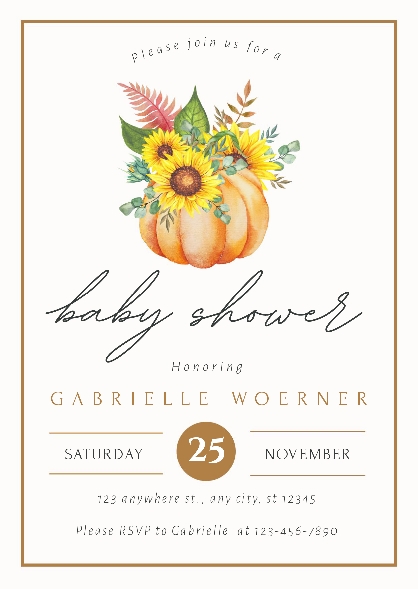 please join us for a
baby shower
Honoring
GABRIELLE WOERNER
SATURDAY 25 NOVEMBER
123 anywhere st., any city, st 12345
Please RSVP to Gabrielle at 123-456-7890